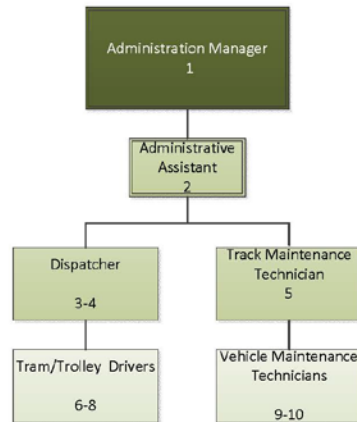 Administration Manager
1
Administrative
Assistant
2
Dispatcher
3-4
Track Maintenance
Technician
5
Tram/Trolley Drivers
6-8
Vehicle Maintenance
Technicians
9-10